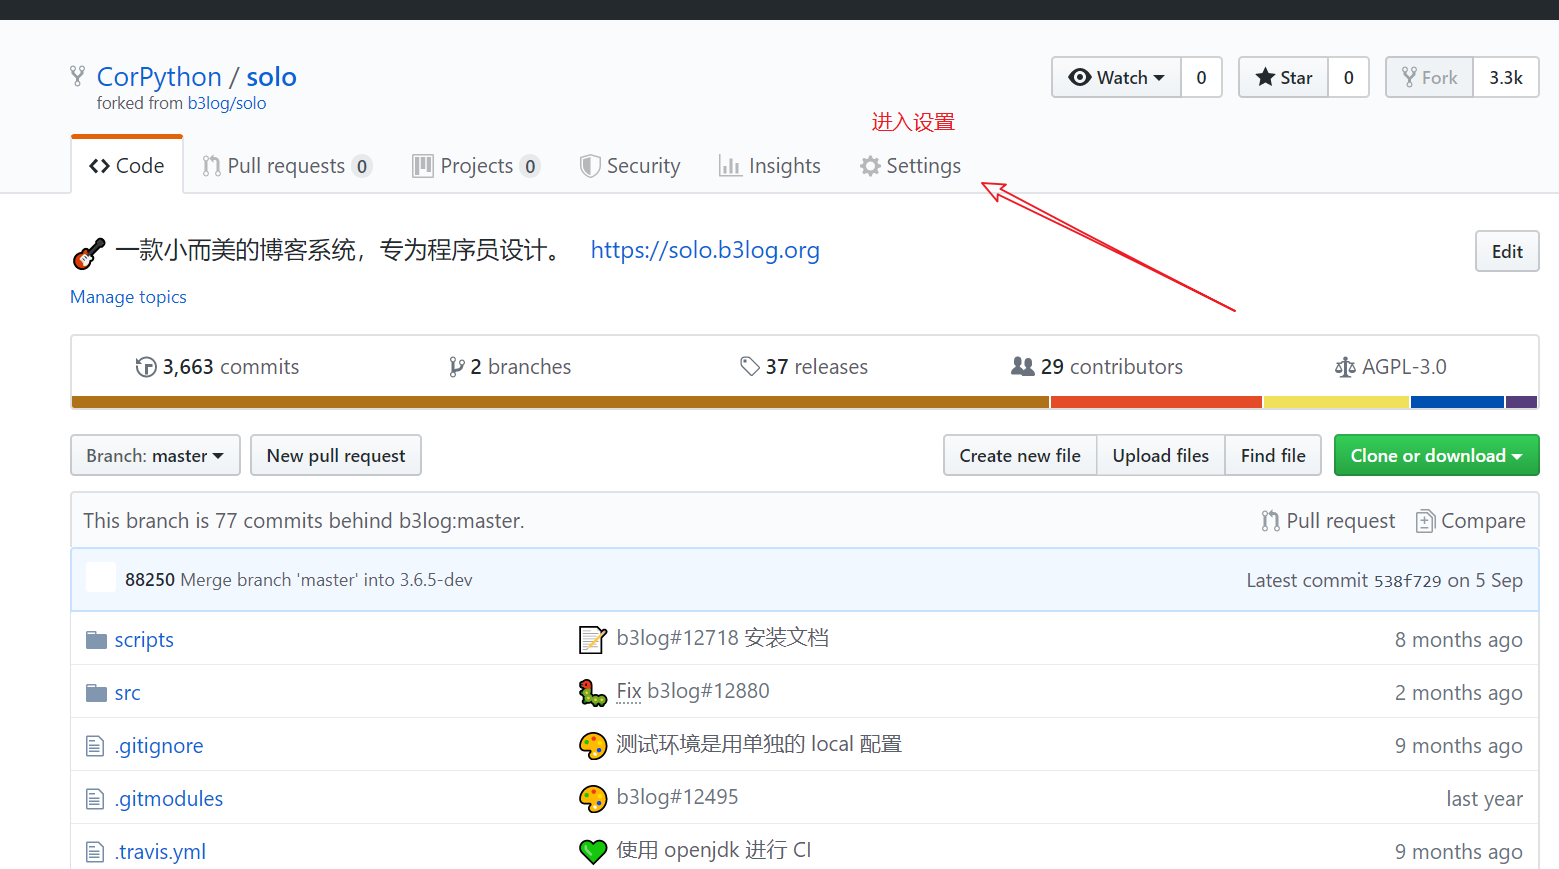 CorPython / solo
Watch 0 Star 0 Fork 3.3k
forked from b3log/solo
进入设置
Code Pull requests 0 Projects 0 Security Insights Settings
一款小而美的博客系统，专为程序员设计。 https://solo.b3log.org
Edit
Manage topics
3,663 commits 2 branches 37 releases 29 contributors AGPL-3.0
Branch: master New pull request Create new file Upload files Find file Clone or download
This branch is 77 commits behind b3log:master. Pull request Compare
88250 Merge branch 'master' into 3.6.5-dev Latest commit 538f729 on 5 Sep
scripts b3log#12718 安装文档 8 months ago
src Fix b3log#12880 2 months ago
.gitignore 测试环境是用单独的 local 配置 9 months ago
.gitmodules b3log#12495 last year
.travis.yml 使用 openjdk 进行 CI 9 months ago